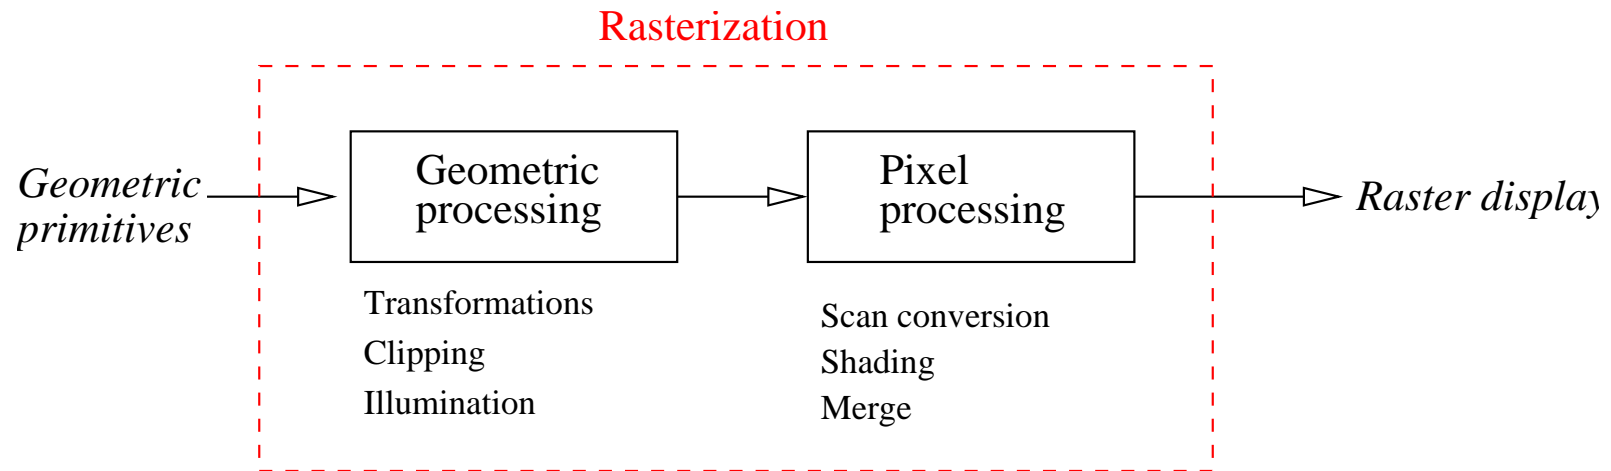 Rasterization
Geometric
primitives
Geometric
processing
Pixel
processing
Raster display
Transformations
Clipping
Illumination
Scan conversion
Shading
Merge